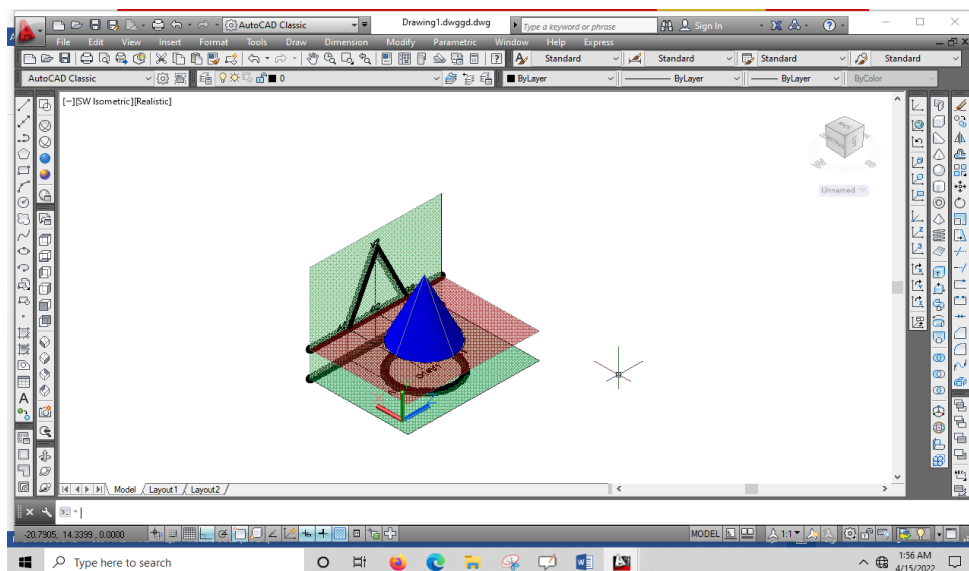 AutoCAD Classic
Drawing1.dwggd.dwg
Type a keyword or phrase
Sign In
File Edit View Insert Format Tools Draw Dimension Modify Parametric Window Help Express
Standard Standard Standard Standard
AutoCAD Classic 0 ByLayer ByLayer ByLayer ByColor
[−][SW Isometric][Realistic]
BACK
LEFT
Unnamed
Model Layout1 Layout2
-20.7905, 14.3399, 0.0000 MODEL 1:1
Type here to search
1:56 AM
4/15/2022